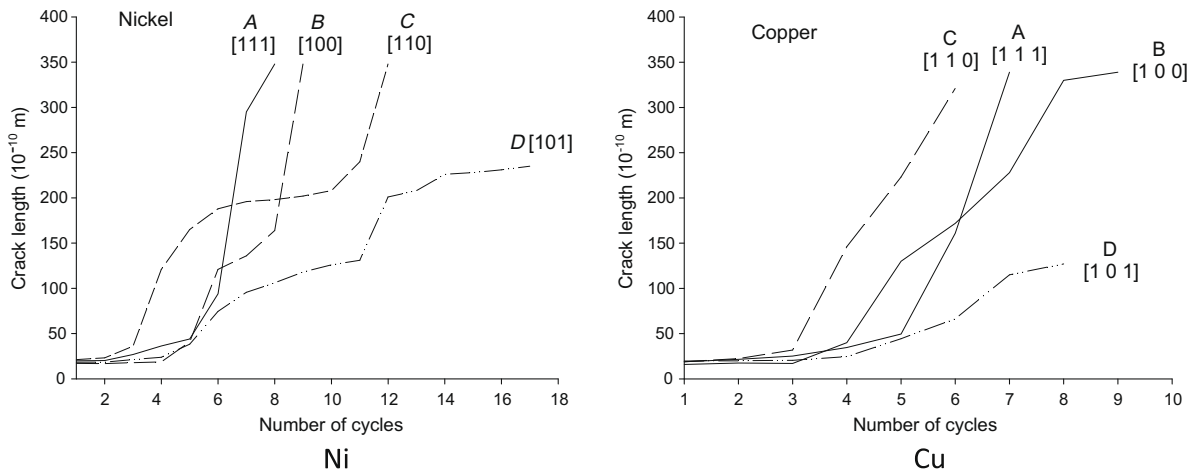 Nickel
A
[111]
B
[100]
C
[110]
D [101]
400
350
300
250
200
150
100
50
0
Crack length (10⁻¹⁰ m)
2 4 6 8 10 12 14 16 18
Number of cycles
Ni
Copper
C
[1 1 0]
A
[1 1 1]
B
[1 0 0]
D
[1 0 1]
400
350
300
250
200
150
100
50
0
Crack length (10⁻¹⁰ m)
1 2 3 4 5 6 7 8 9 10
Number of cycles
Cu